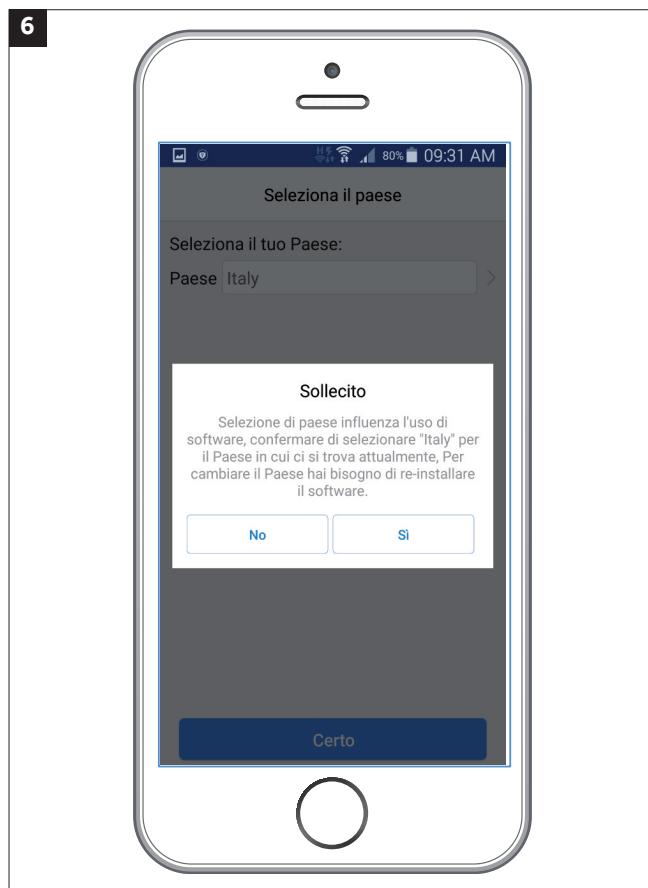 6
80% 09:31 AM
Seleziona il paese
Seleziona il tuo Paese:
Paese Italy
Sollecito
Selezione di paese influenza l'uso di
software, confermare di selezionare "Italy" per
il Paese in cui ci si trova attualmente, Per
cambiare il Paese hai bisogno di re-installare
il software.
No Sì
Certo